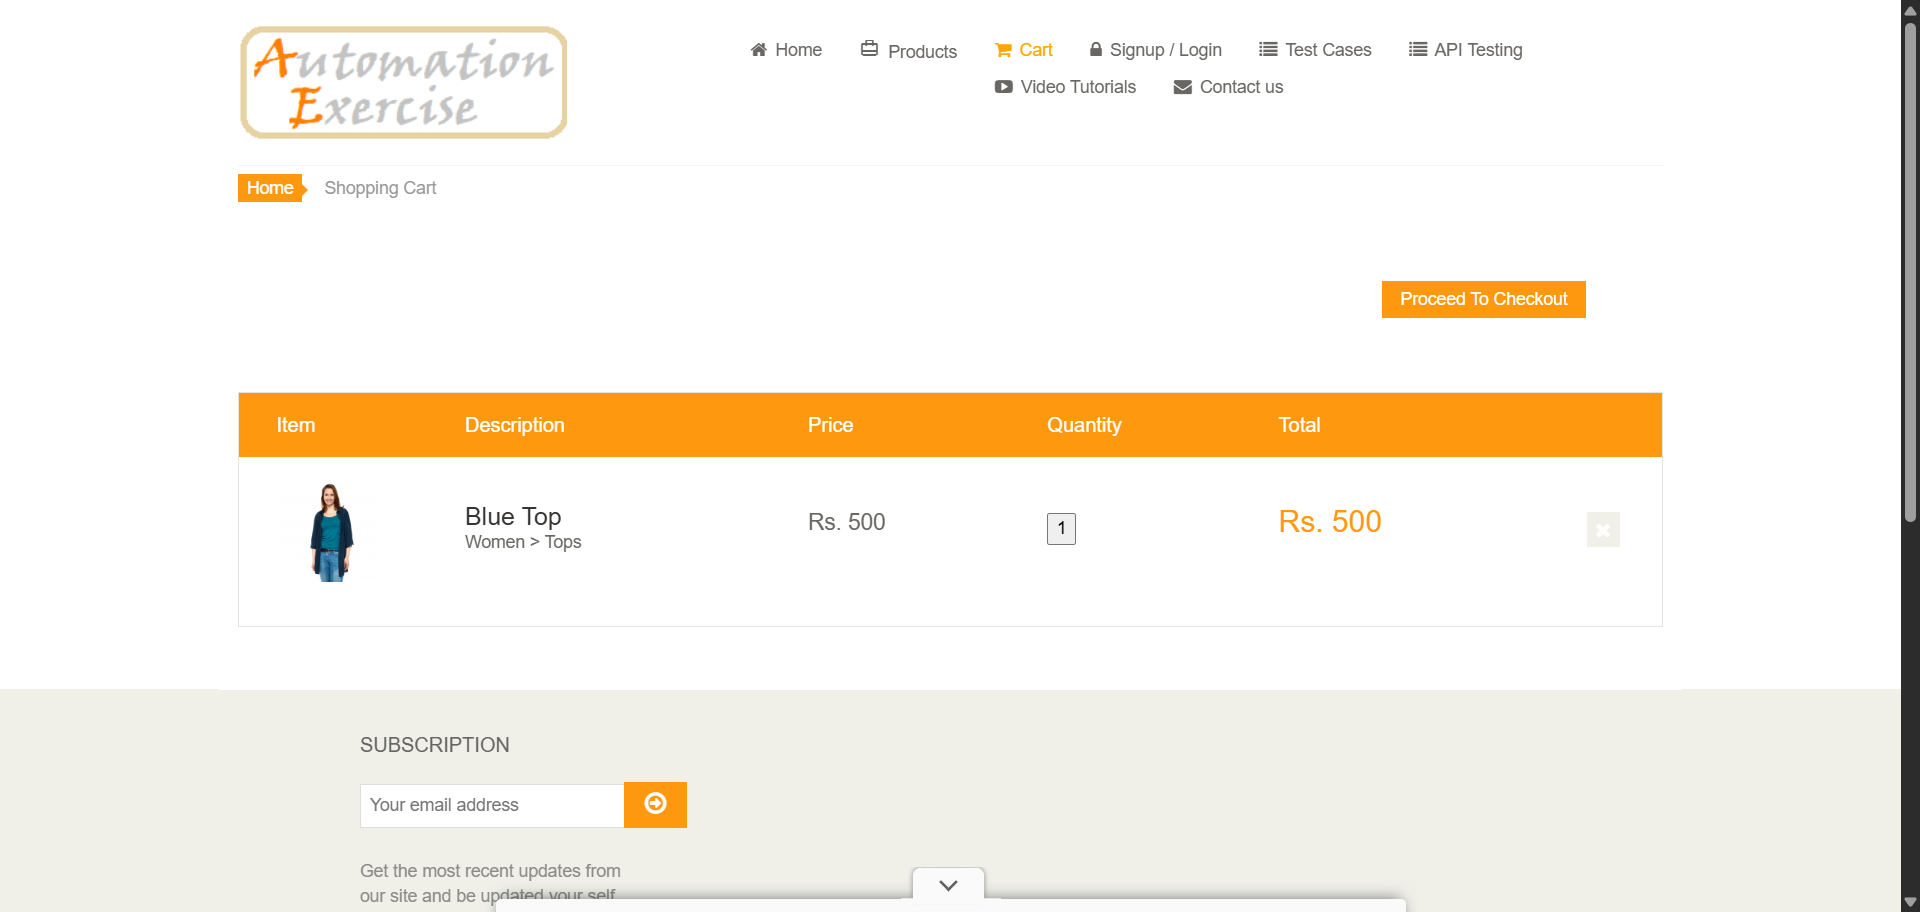 Automation
Exercise
Home
Products
Cart
Signup / Login
Test Cases
API Testing
Video Tutorials
Contact us
Home
Shopping Cart
Proceed To Checkout
Item Description Price Quantity Total
Blue Top
Women > Tops
Rs. 500
1
Rs. 500
SUBSCRIPTION
Your email address
Get the most recent updates from
our site and be updated your self